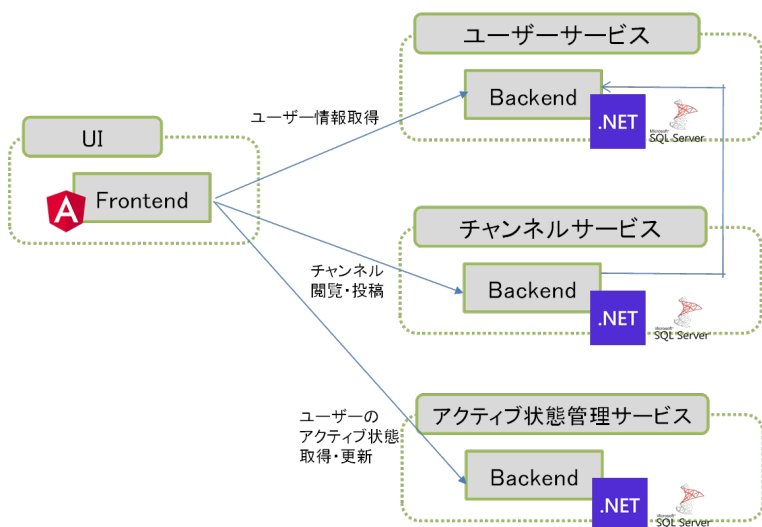 ユーザーサービス
Backend
.NET
Microsoft
SQL Server
ユーザー情報取得
UI
A
Frontend
チャンネルサービス
Backend
.NET
Microsoft
SQL Server
チャンネル
閲覧・投稿
アクティブ状態管理サービス
ユーザーの
アクティブ状態
取得・更新
Backend
.NET
Microsoft
SQL Server